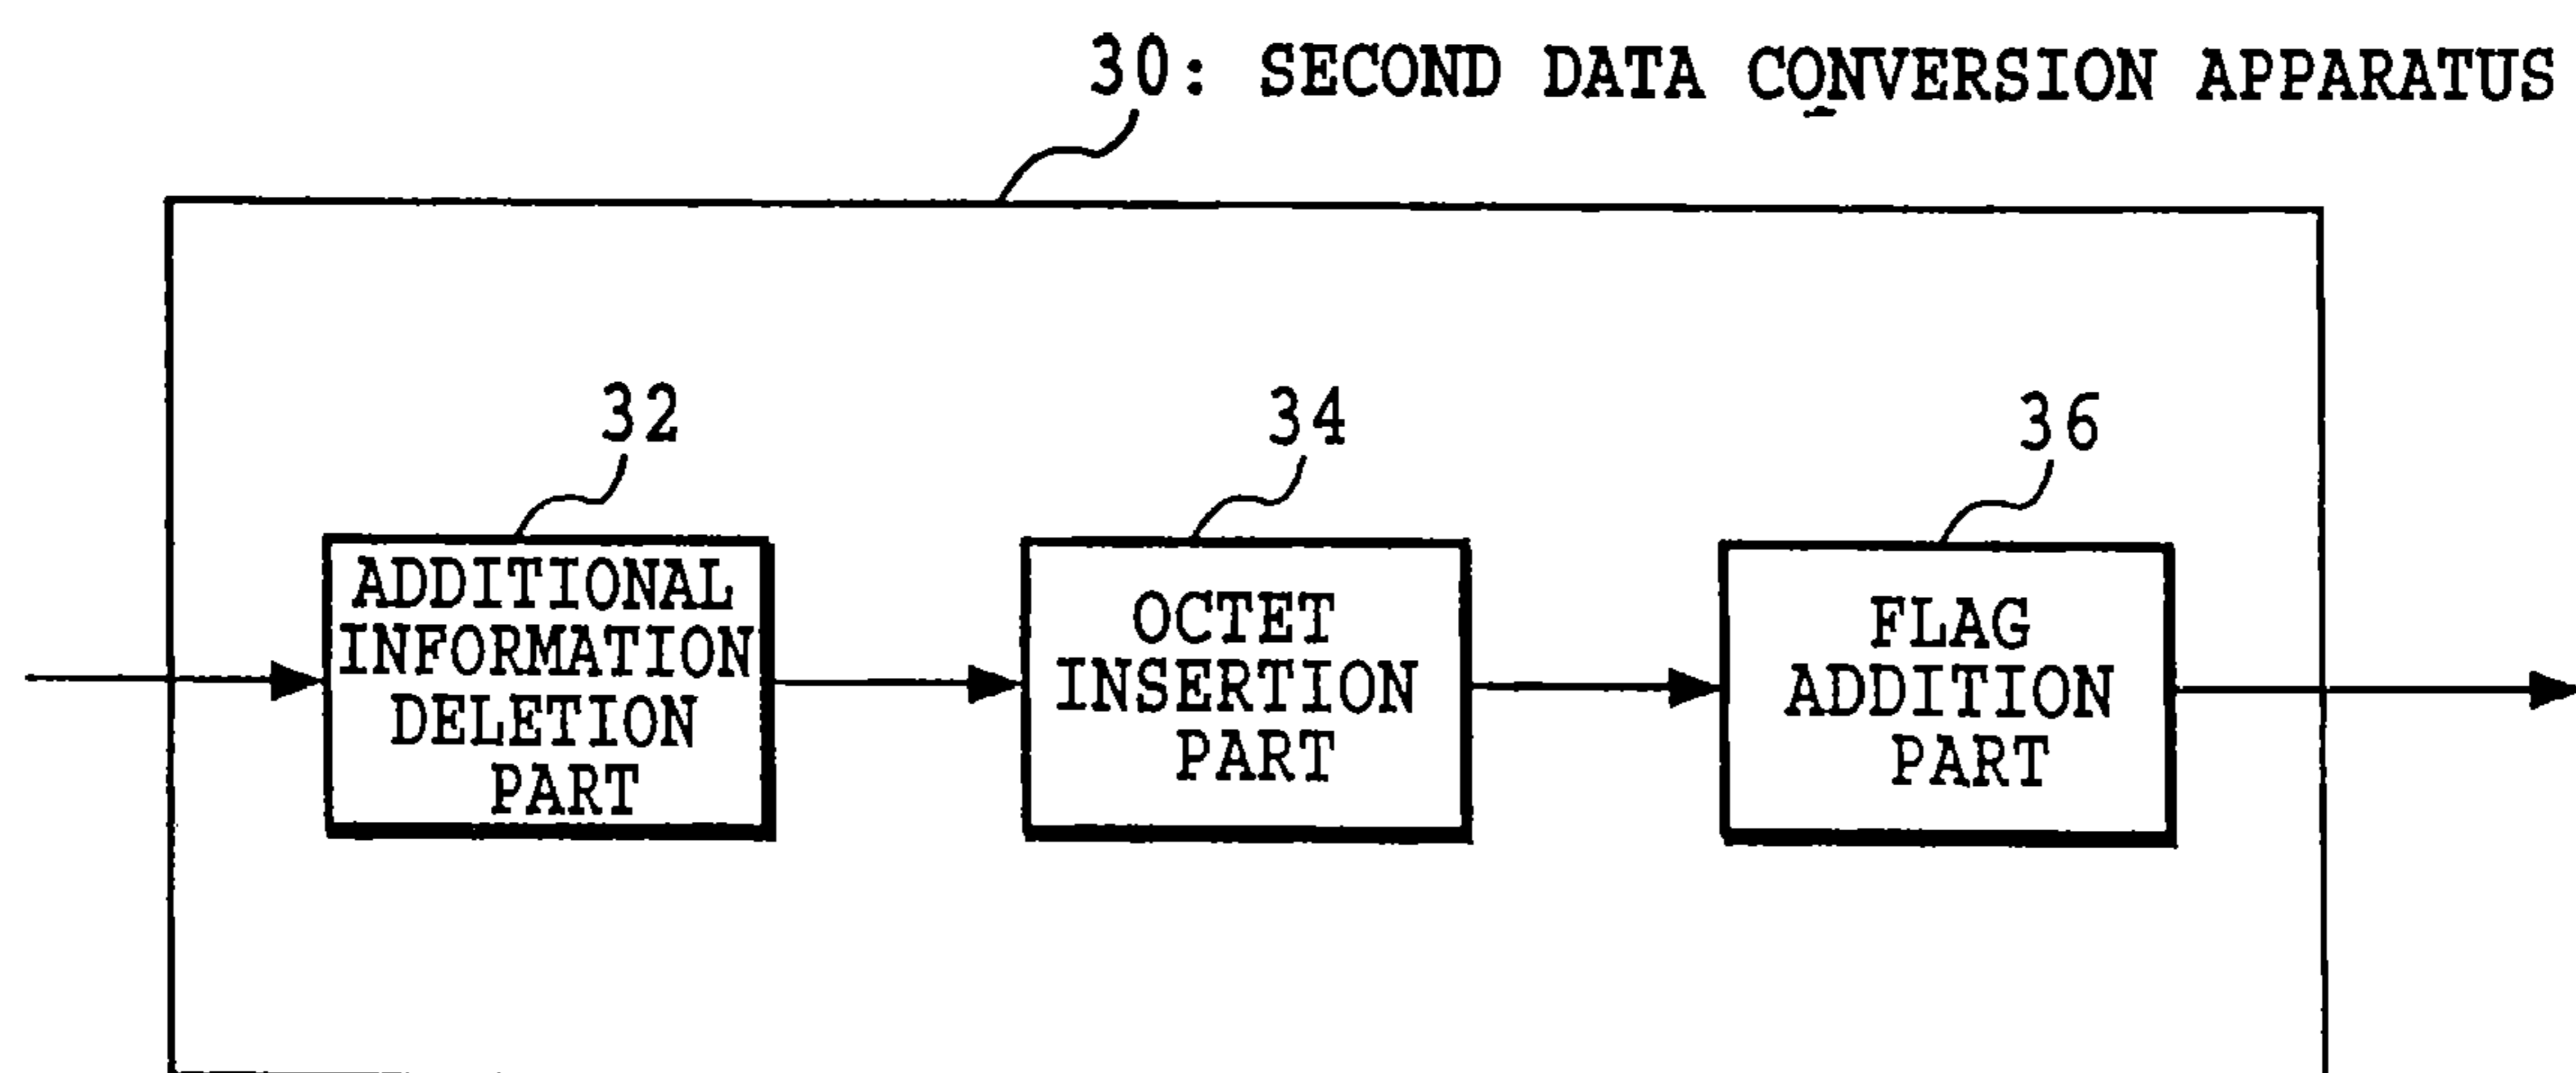 30: SECOND DATA CONVERSION APPARATUS
32
34
36
ADDITIONAL
INFORMATION
DELETION
PART
OCTET
INSERTION
PART
FLAG
ADDITION
PART